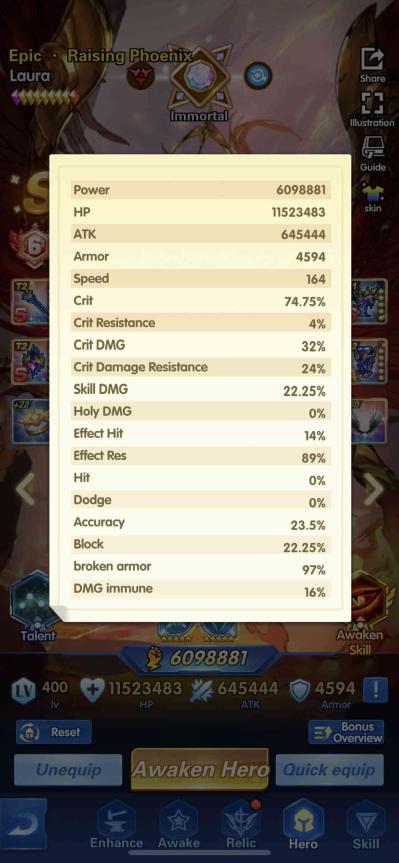 Epic · Raising Phoenix
Laura
Immortal
Share
Illustration
Guide
skin
S
6
Power 6098881
HP 11523483
ATK 645444
Armor 4594
Speed 164
Crit 74.75%
Crit Resistance 4%
Crit DMG 32%
Crit Damage Resistance 24%
Skill DMG 22.25%
Holy DMG 0%
Effect Hit 14%
Effect Res 89%
Hit 0%
Dodge 0%
Accuracy 23.5%
Block 22.25%
broken armor 97%
DMG immune 16%
T2
S
T2
S
+22
Talent
Awaken
Skill
6098881
LV 400 11523483 645444 4594 !
lv HP ATK Armor
Reset
Bonus
Overview
Unequip Awaken Hero Quick equip
Enhance Awake Relic Hero Skill